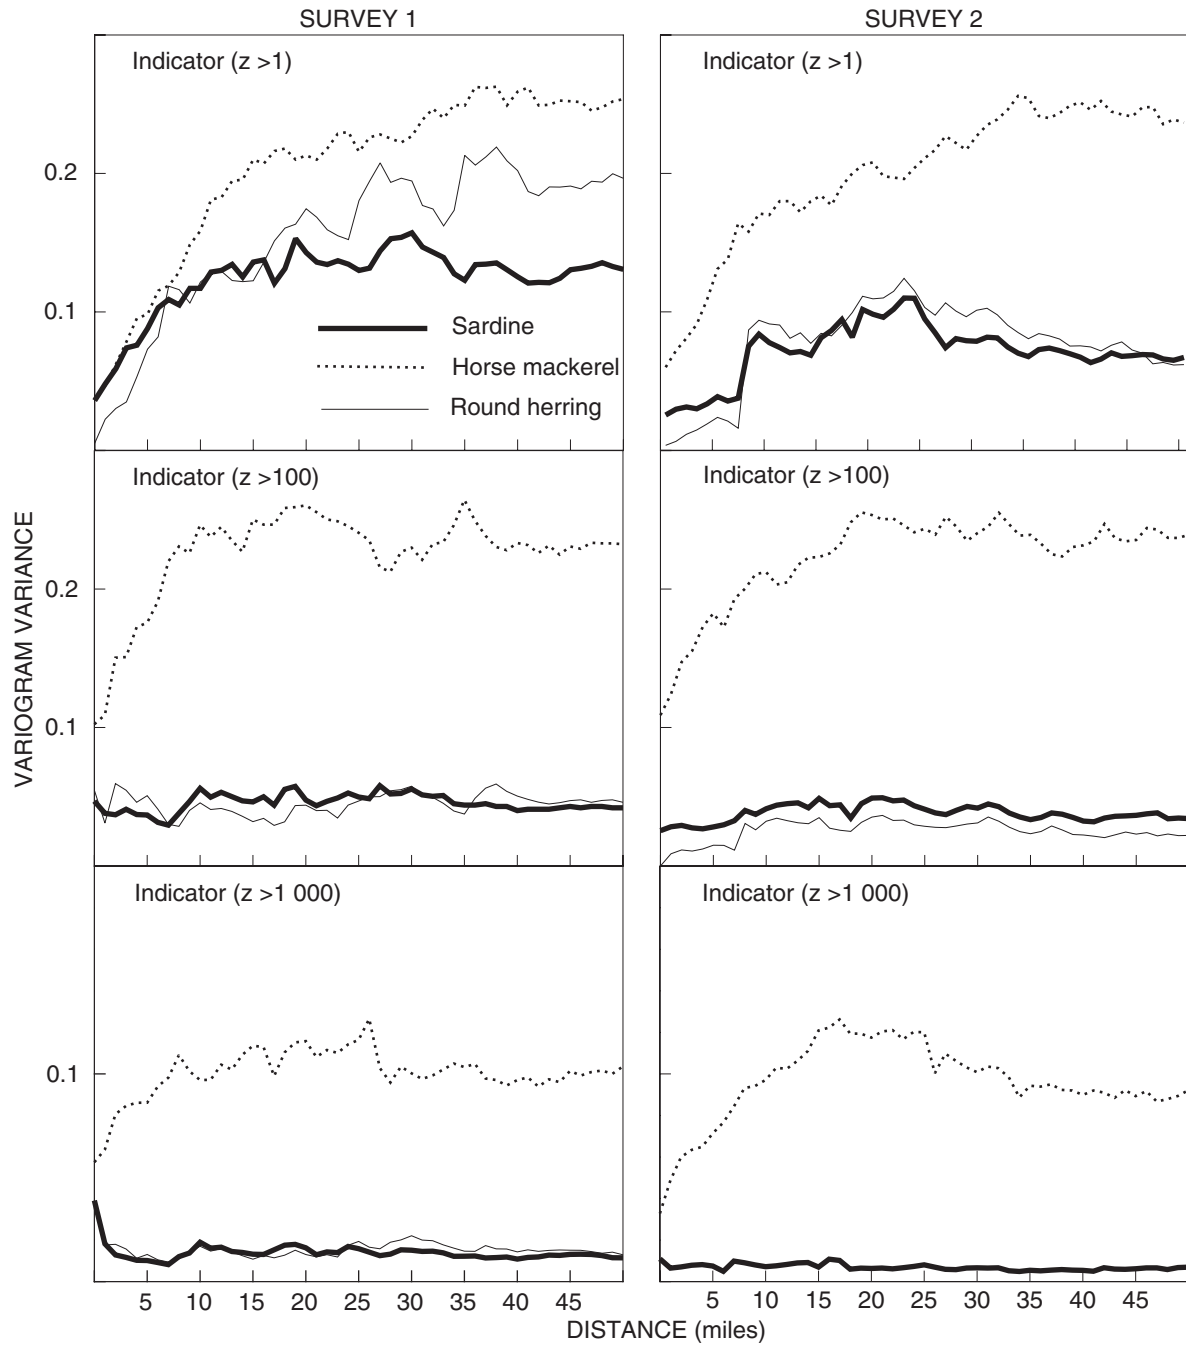 SURVEY 1
SURVEY 2
Indicator (z >1)
Indicator (z >1)
0.2
0.1
Sardine
Horse mackerel
Round herring
Indicator (z >100)
Indicator (z >100)
VARIOGRAM VARIANCE
0.2
0.1
Indicator (z >1 000)
Indicator (z >1 000)
0.1
5 10 15 20 25 30 35 40 45
5 10 15 20 25 30 35 40 45
DISTANCE (miles)